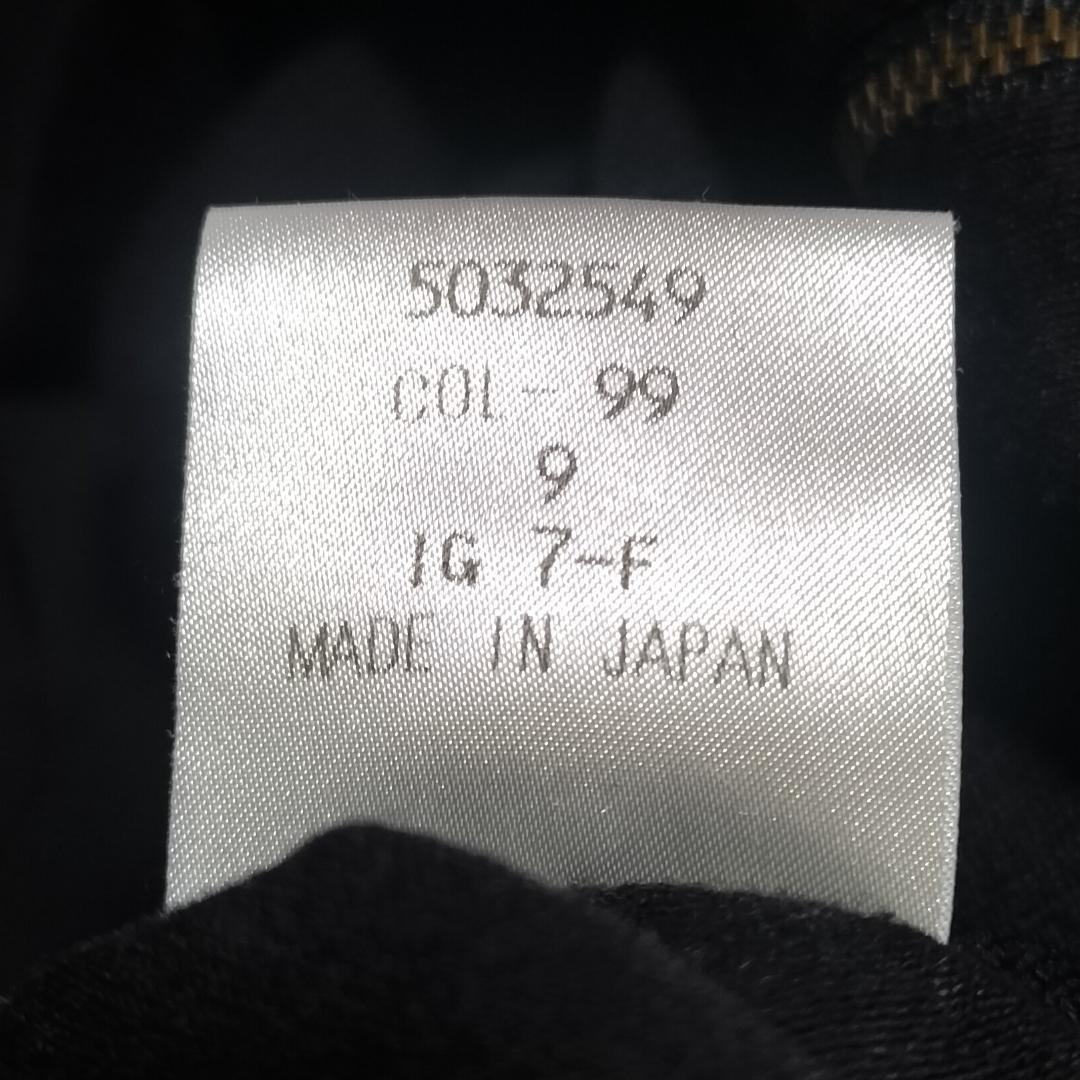 5032549
COl - 99
9
IG 7-F
MADE IN JAPAN